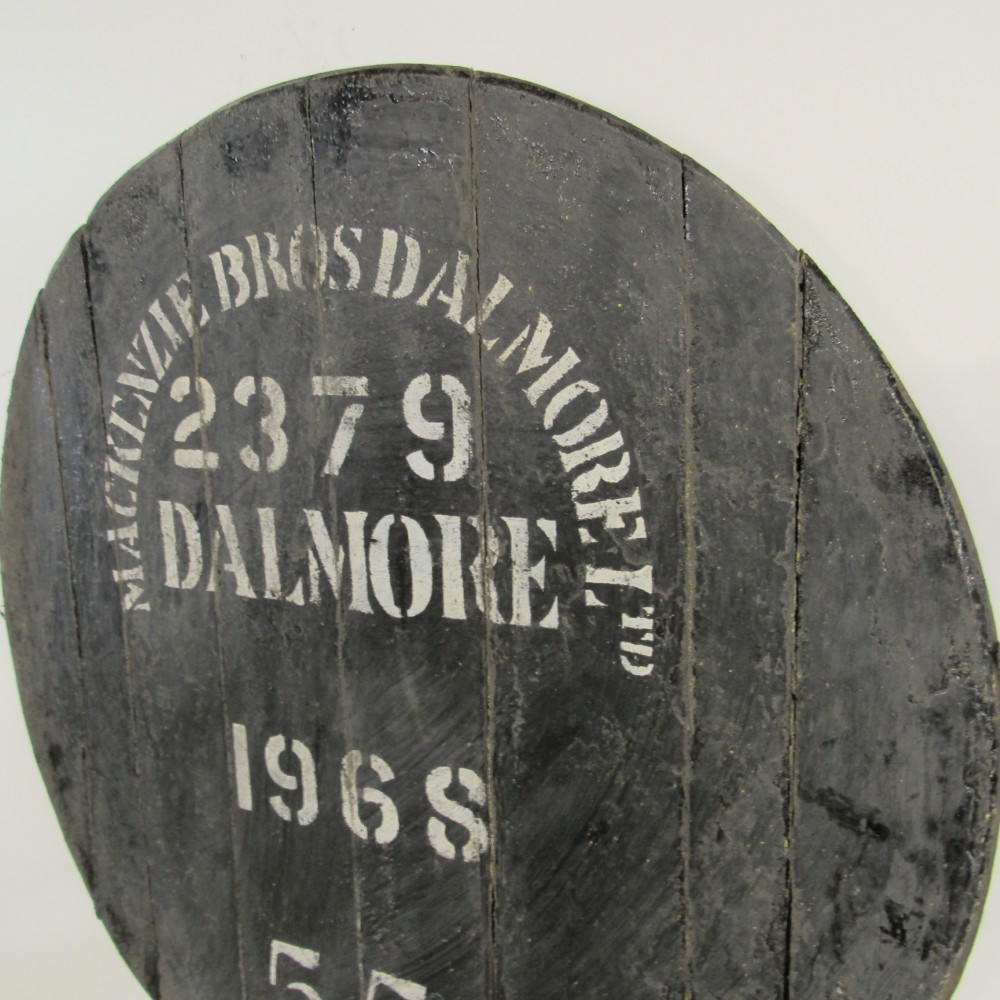 MACKENZIE BROS DALMORE LTD
2379
DALMORE
1968